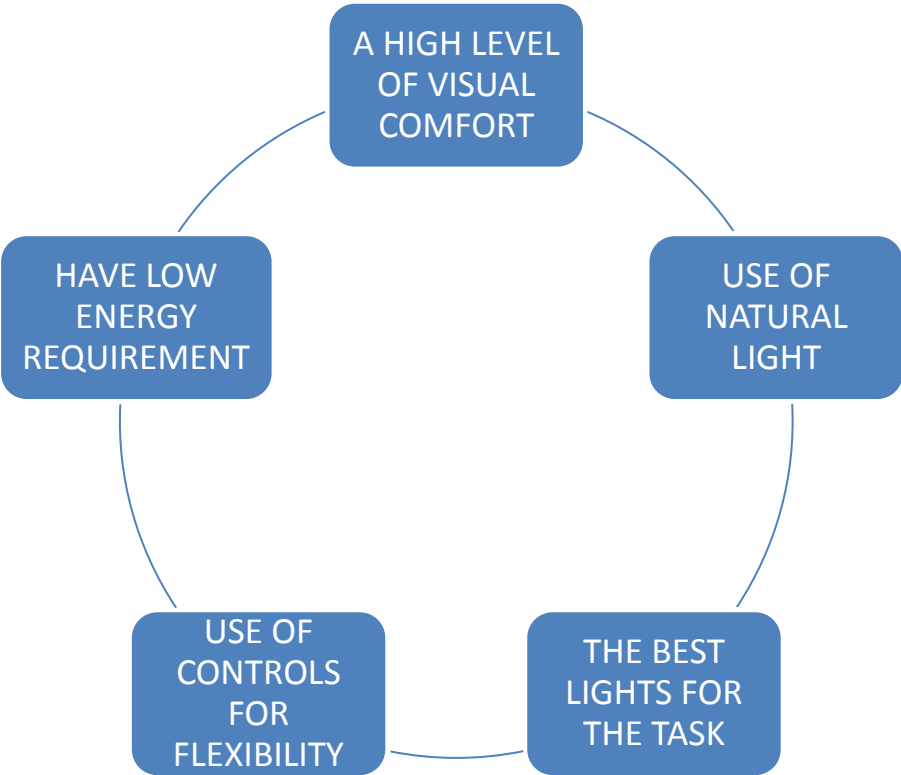 A HIGH LEVEL
OF VISUAL
COMFORT
USE OF
NATURAL
LIGHT
THE BEST
LIGHTS FOR
THE TASK
USE OF
CONTROLS
FOR
FLEXIBILITY
HAVE LOW
ENERGY
REQUIREMENT